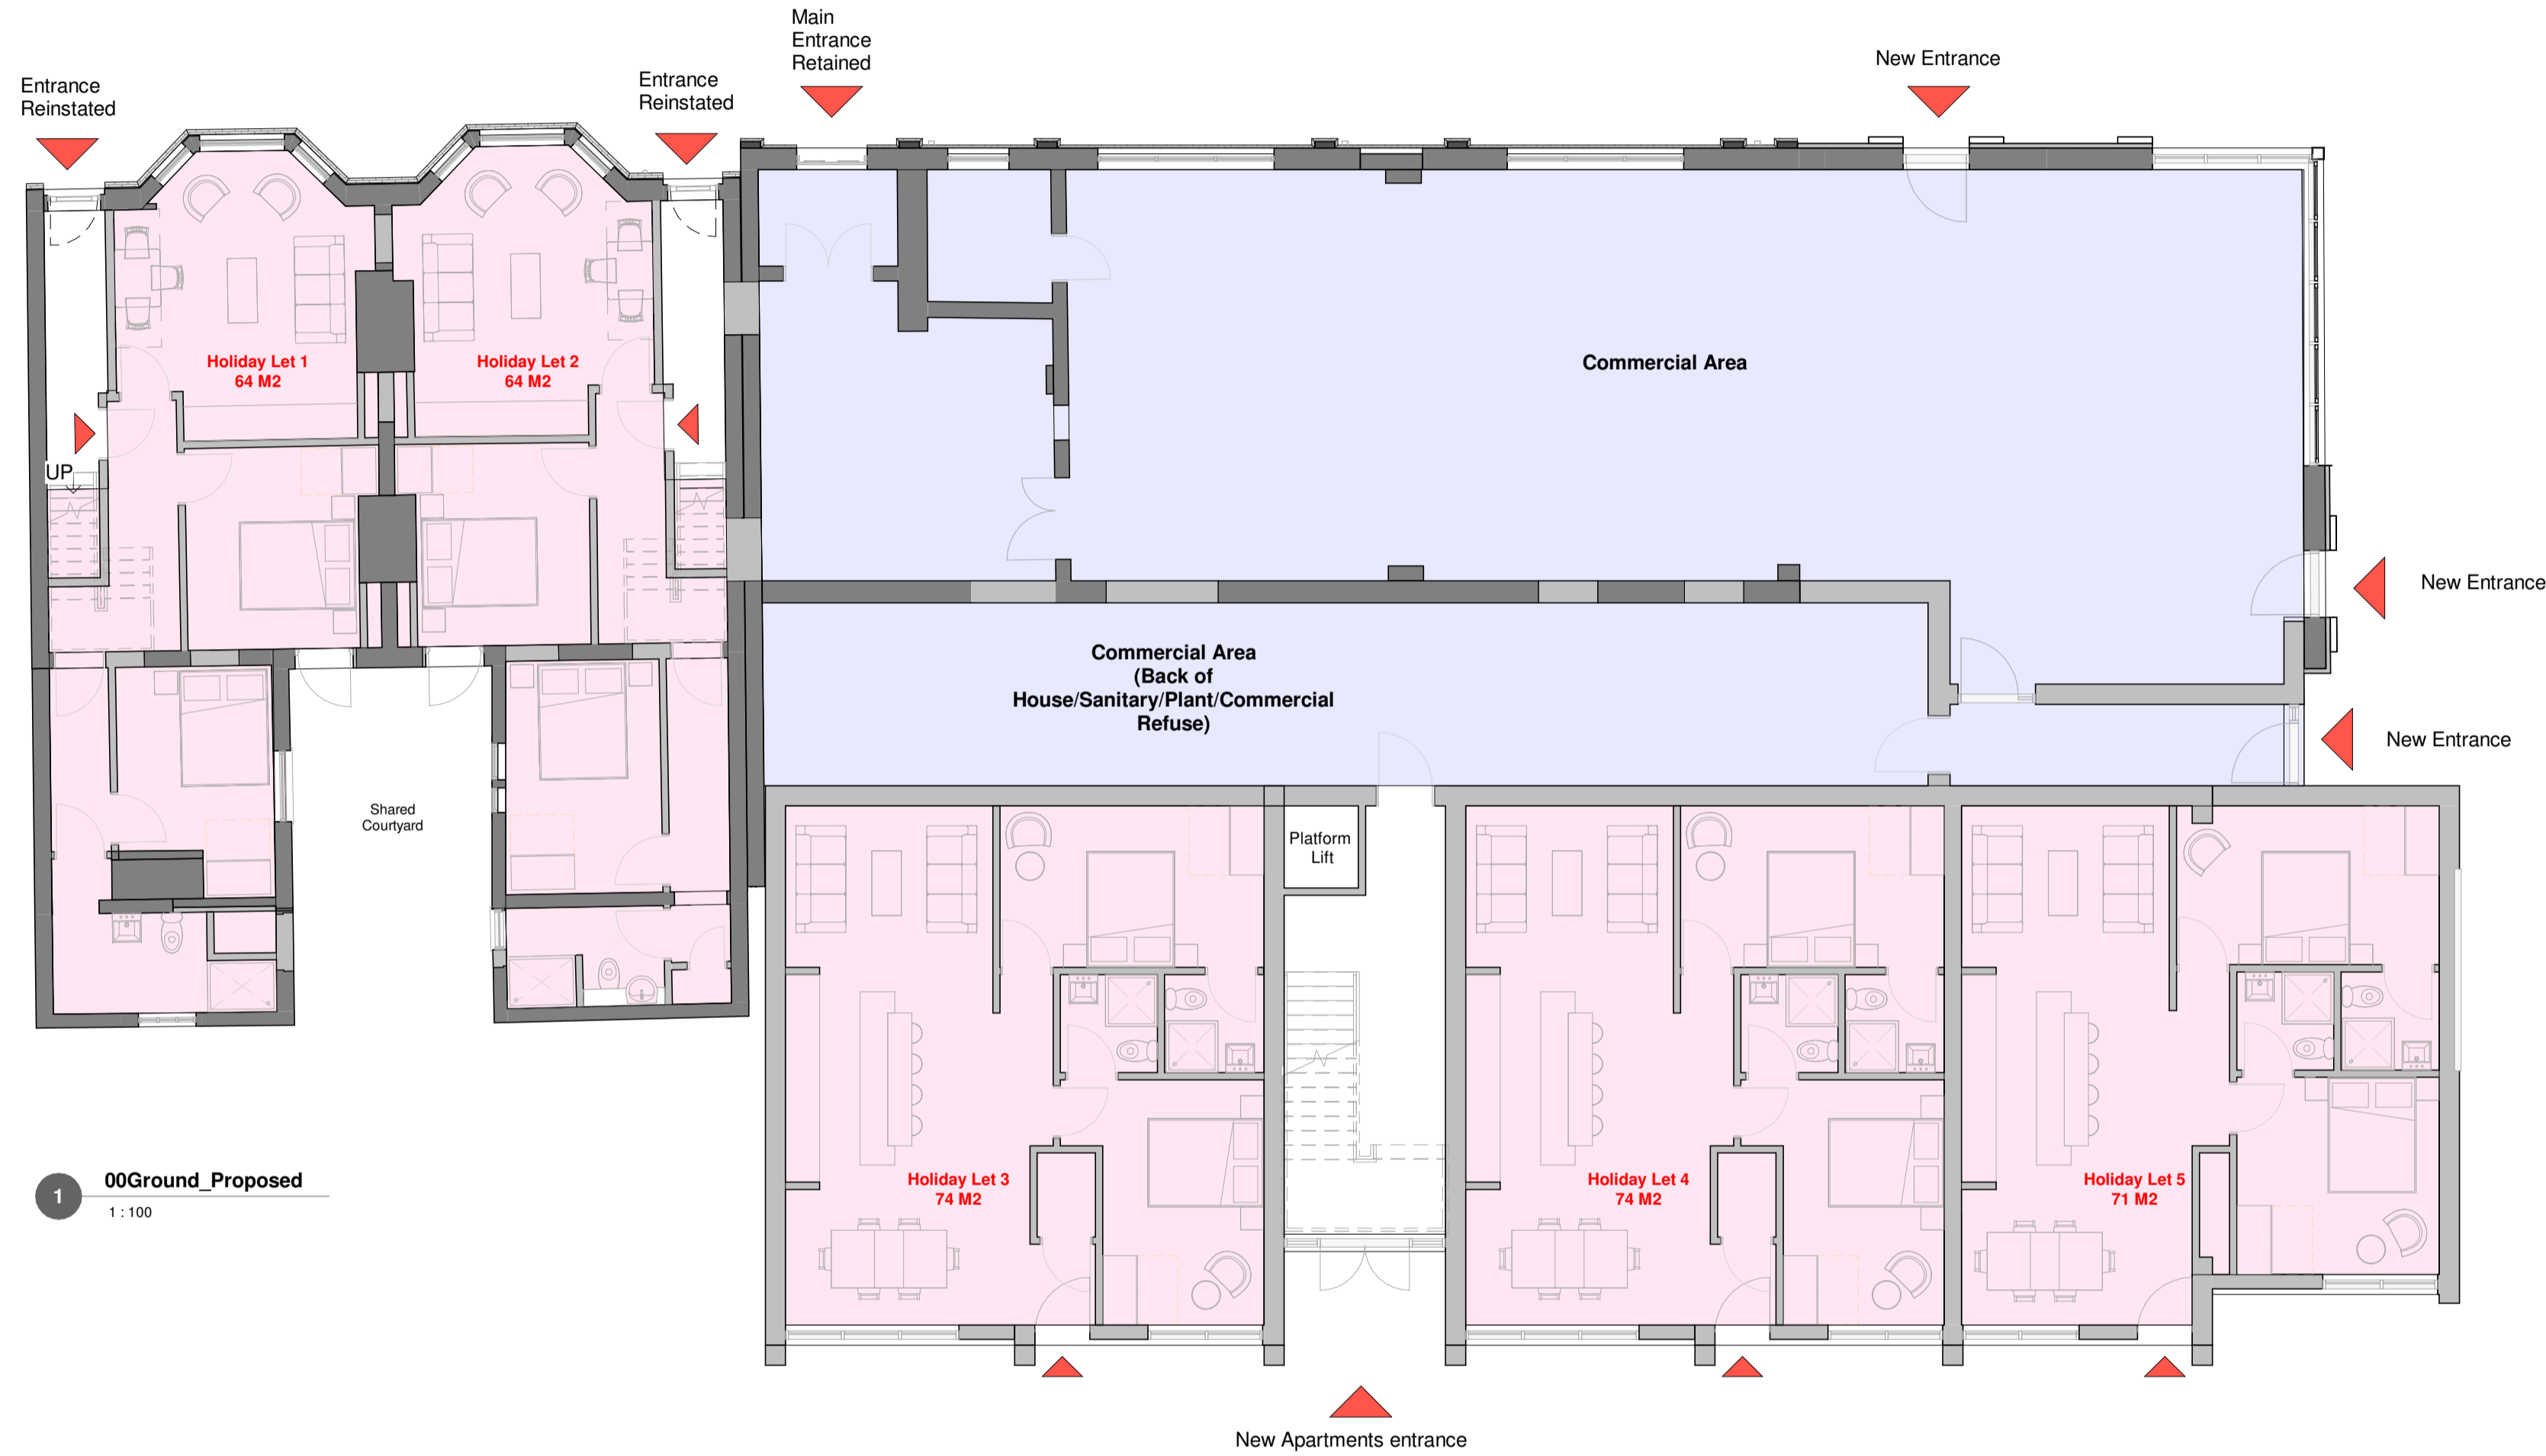 Main
Entrance
Retained
New Entrance
Entrance
Reinstated
Entrance
Reinstated
Holiday Let 1
64 M2
Holiday Let 2
64 M2
Commercial Area
UP
New Entrance
Commercial Area
(Back of
House/Sanitary/Plant/Commercial
Refuse)
New Entrance
Shared
Courtyard
Platform
Lift
Holiday Let 3
74 M2
Holiday Let 4
74 M2
Holiday Let 5
71 M2
1
00Ground_Proposed
1 : 100
New Apartments entrance